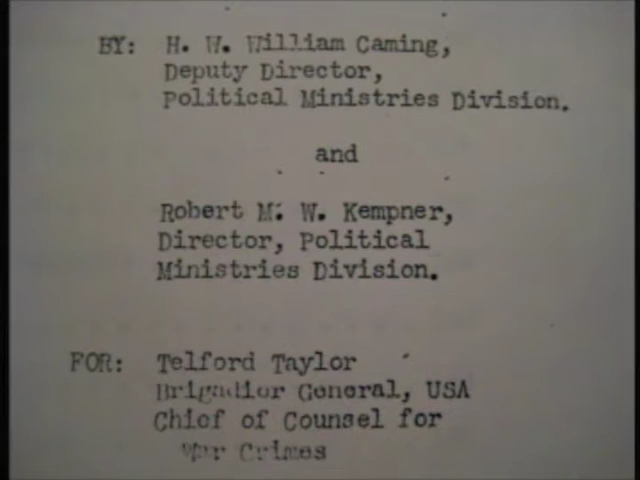 BY: H. W. William Caming,
Deputy Director,
Political Ministries Division.
and
Robert M. W. Kempner,
Director, Political
Ministries Division.
FOR: Telford Taylor
Brigadier General, USA
Chief of Counsel for
War Crimes